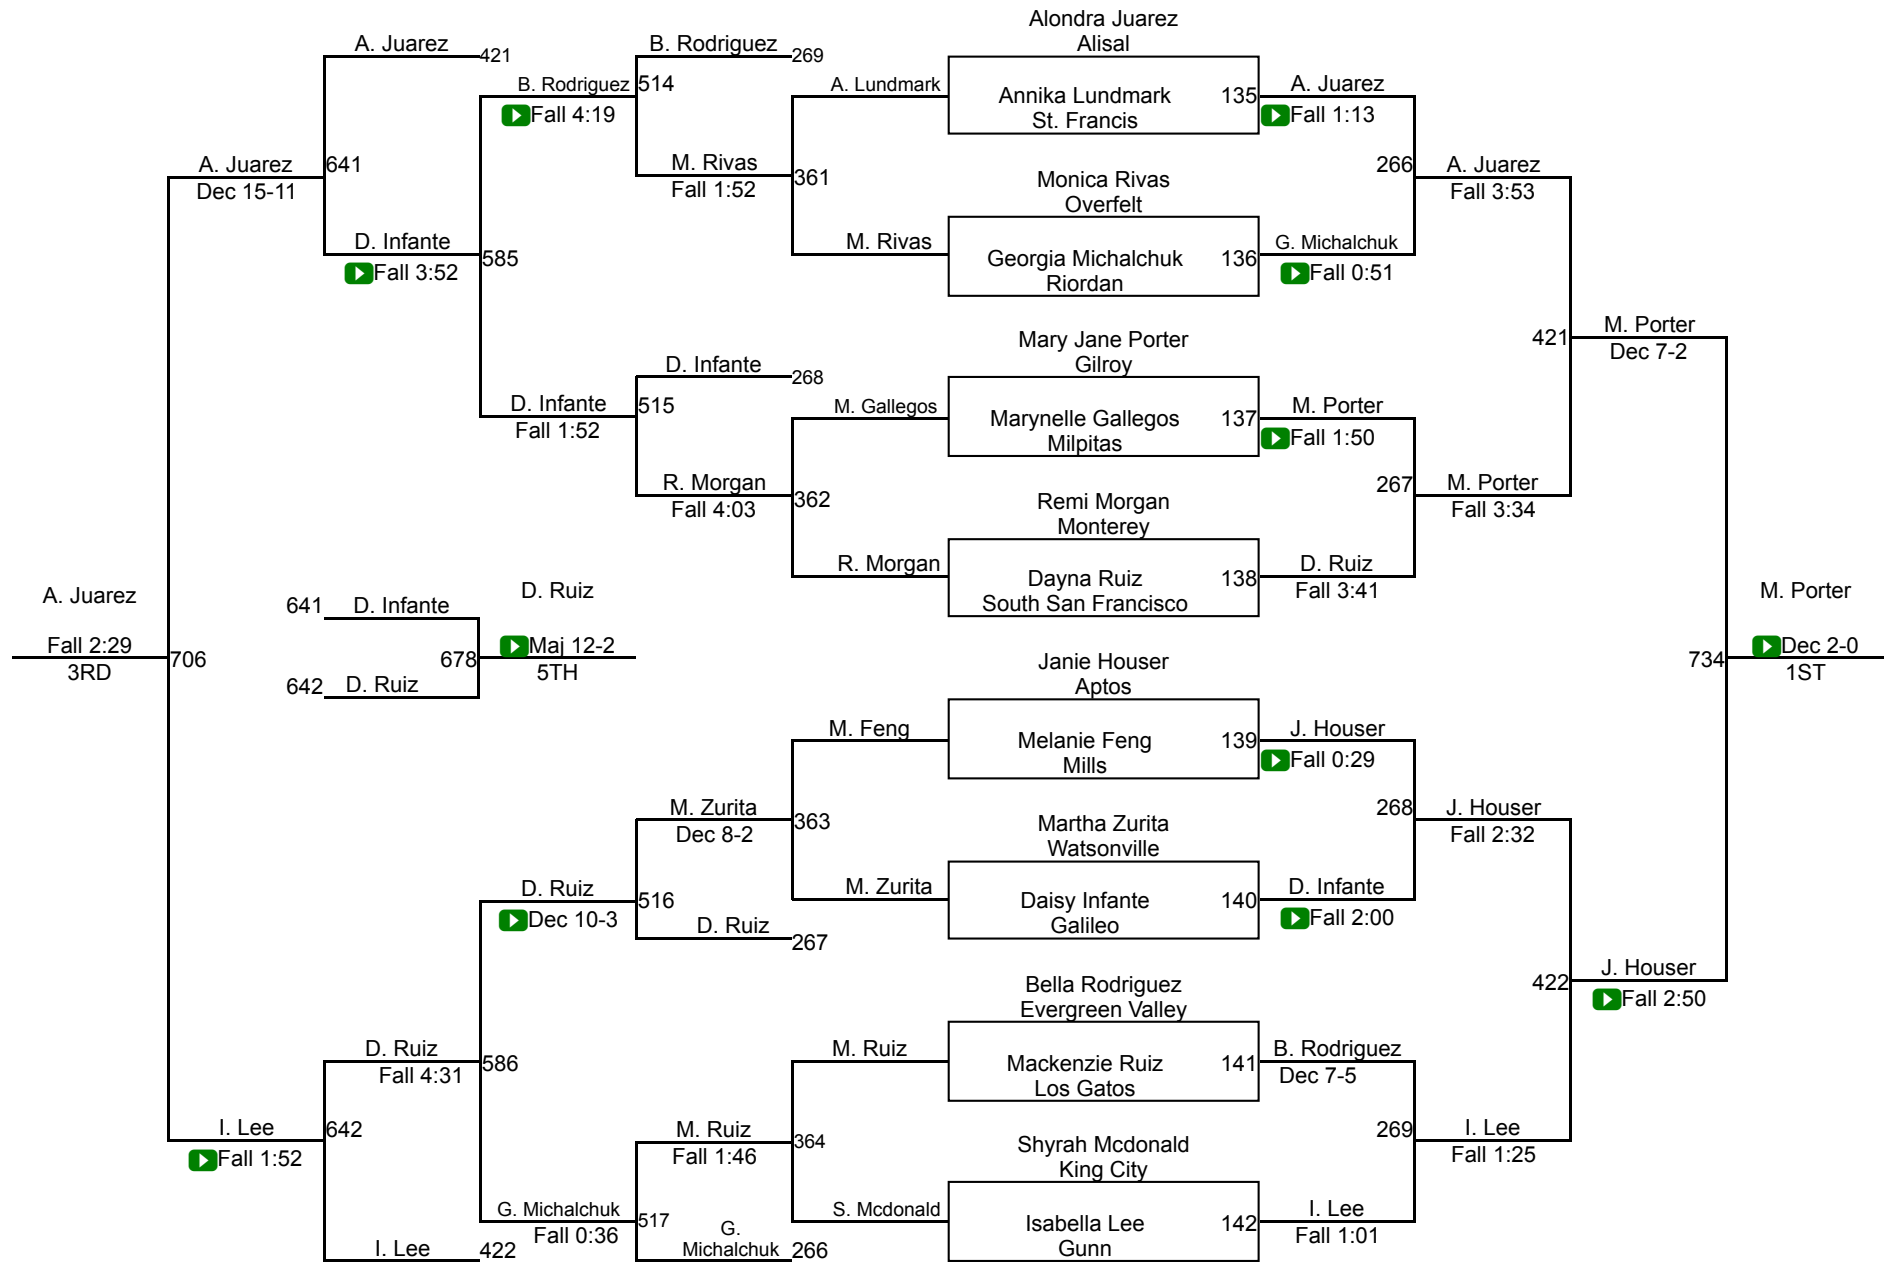 Alondra Juarez
Alisal
A. Juarez
421
B. Rodriguez
269
B. Rodriguez
514
Fall 4:19
A. Lundmark
Annika Lundmark
St. Francis
135
A. Juarez
Fall 1:13
A. Juarez
641
Dec 15-11
M. Rivas
Fall 1:52
361
Monica Rivas
Overfelt
266
A. Juarez
Fall 3:53
D. Infante
Fall 3:52
585
M. Rivas
Georgia Michalchuk
Riordan
136
G. Michalchuk
Fall 0:51
Mary Jane Porter
Gilroy
421
M. Porter
Dec 7-2
D. Infante
268
D. Infante
515
Fall 1:52
M. Gallegos
Marynelle Gallegos
Milpitas
137
M. Porter
Fall 1:50
R. Morgan
Fall 4:03
362
Remi Morgan
Monterey
267
M. Porter
Fall 3:34
R. Morgan
Dayna Ruiz
South San Francisco
138
D. Ruiz
Fall 3:41
A. Juarez
Fall 2:29
3RD
706
641
D. Infante
642
D. Ruiz
678
D. Ruiz
Maj 12-2
5TH
M. Porter
734
Dec 2-0
1ST
Janie Houser
Aptos
M. Feng
Melanie Feng
Mills
139
J. Houser
Fall 0:29
M. Zurita
Dec 8-2
363
Martha Zurita
Watsonville
268
J. Houser
Fall 2:32
D. Ruiz
Dec 10-3
516
M. Zurita
Daisy Infante
Galileo
140
D. Infante
Fall 2:00
D. Ruiz
267
Bella Rodriguez
Evergreen Valley
422
J. Houser
Fall 2:50
D. Ruiz
Fall 4:31
586
M. Ruiz
Mackenzie Ruiz
Los Gatos
141
B. Rodriguez
Dec 7-5
I. Lee
Fall 1:52
642
M. Ruiz
Fall 1:46
364
Shyrah Mcdonald
King City
269
I. Lee
Fall 1:25
G. Michalchuk
Fall 0:36
517
S. Mcdonald
Isabella Lee
Gunn
142
I. Lee
Fall 1:01
I. Lee
422
G.
Michalchuk
266